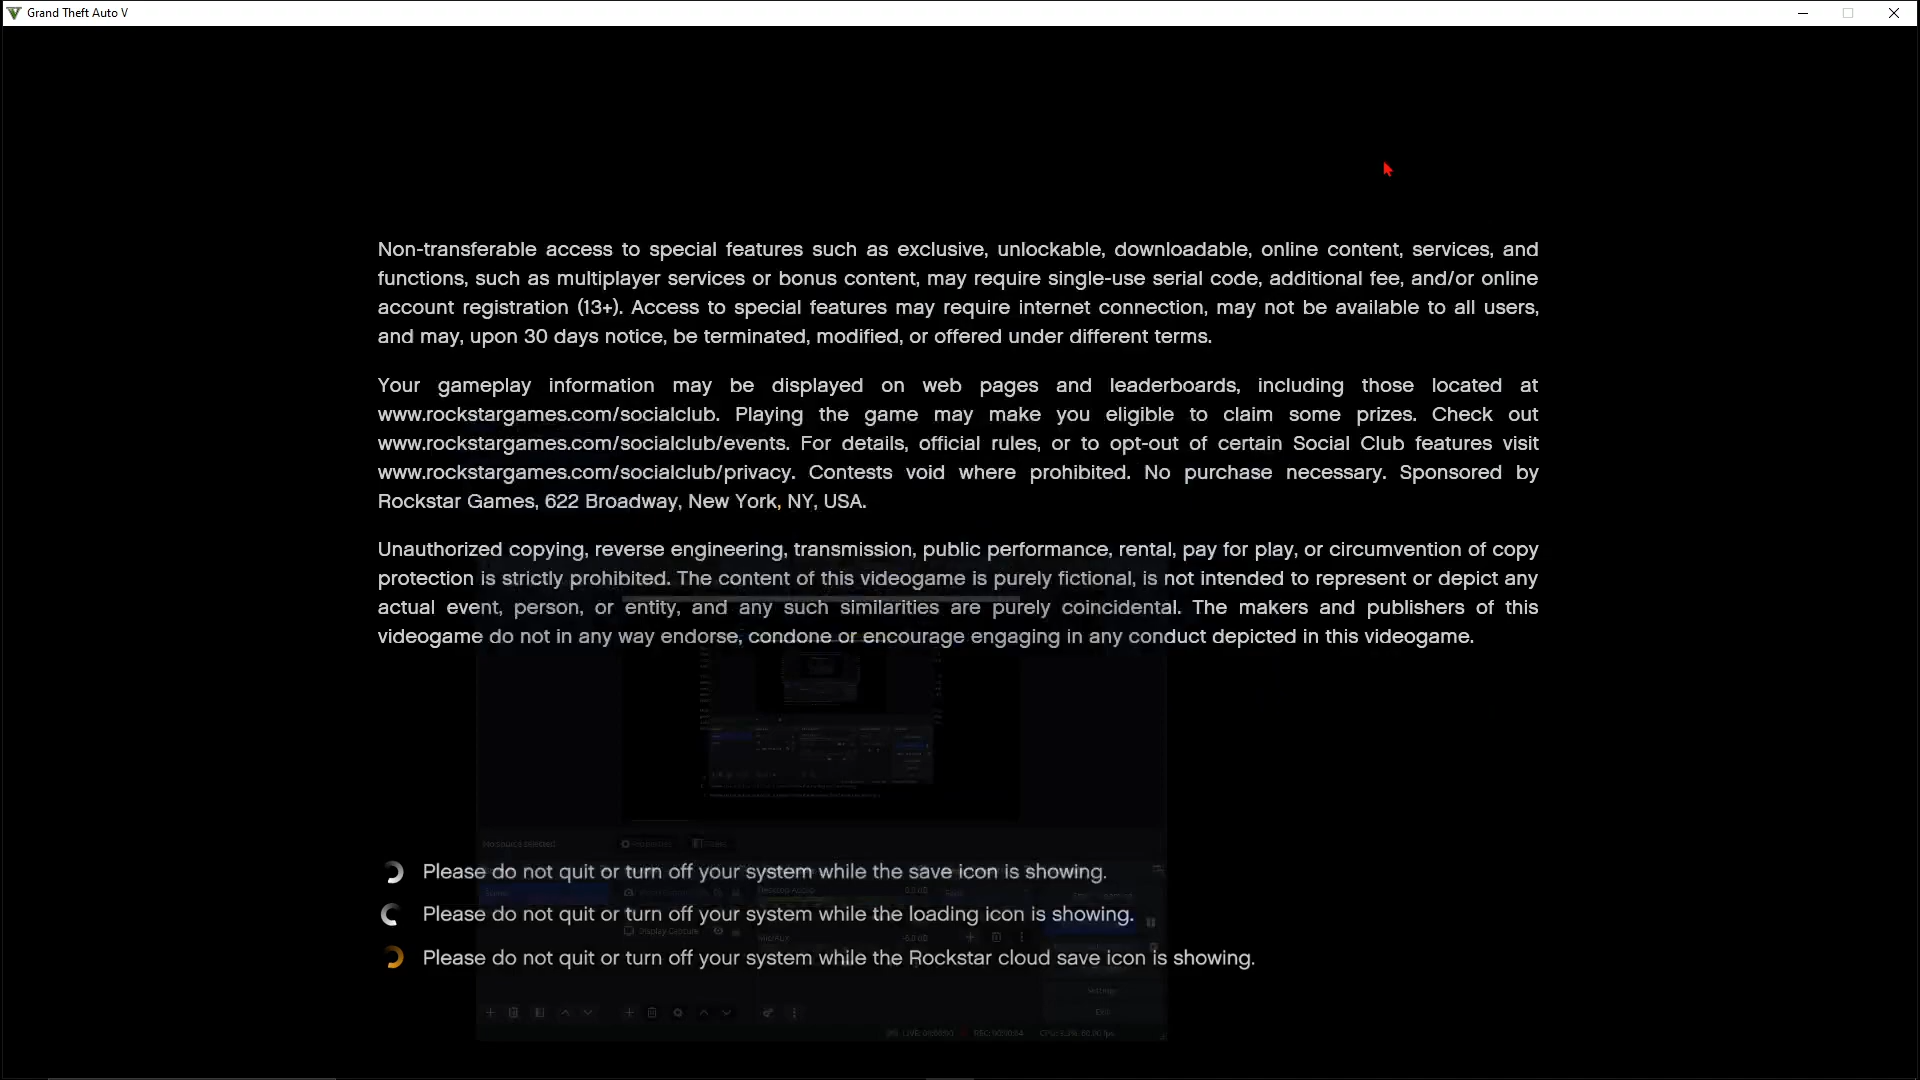 Grand Theft Auto V
Non-transferable access to special features such as exclusive, unlockable, downloadable, online content, services, and
functions, such as multiplayer services or bonus content, may require single-use serial code, additional fee, and/or online
account registration (13+). Access to special features may require internet connection, may not be available to all users,
and may, upon 30 days notice, be terminated, modified, or offered under different terms.
Your gameplay information may be displayed on web pages and leaderboards, including those located at
www.rockstargames.com/socialclub. Playing the game may make you eligible to claim some prizes. Check out
www.rockstargames.com/socialclub/events. For details, official rules, or to opt-out of certain Social Club features visit
www.rockstargames.com/socialclub/privacy. Contests void where prohibited. No purchase necessary. Sponsored by
Rockstar Games, 622 Broadway, New York, NY, USA.
Unauthorized copying, reverse engineering, transmission, public performance, rental, pay for play, or circumvention of copy
protection is strictly prohibited. The content of this videogame is purely fictional, is not intended to represent or depict any
actual event, person, or entity, and any such similarities are purely coincidental. The makers and publishers of this
videogame do not in any way endorse, condone or encourage engaging in any conduct depicted in this videogame.
No source selected
Properties
Filters
Please do not quit or turn off your system while the save icon is showing.
Desktop Audio
Please do not quit or turn off your system while the loading icon is showing.
Display Capture
Mic/Aux
Please do not quit or turn off your system while the Rockstar cloud save icon is showing.
Settings
Exit